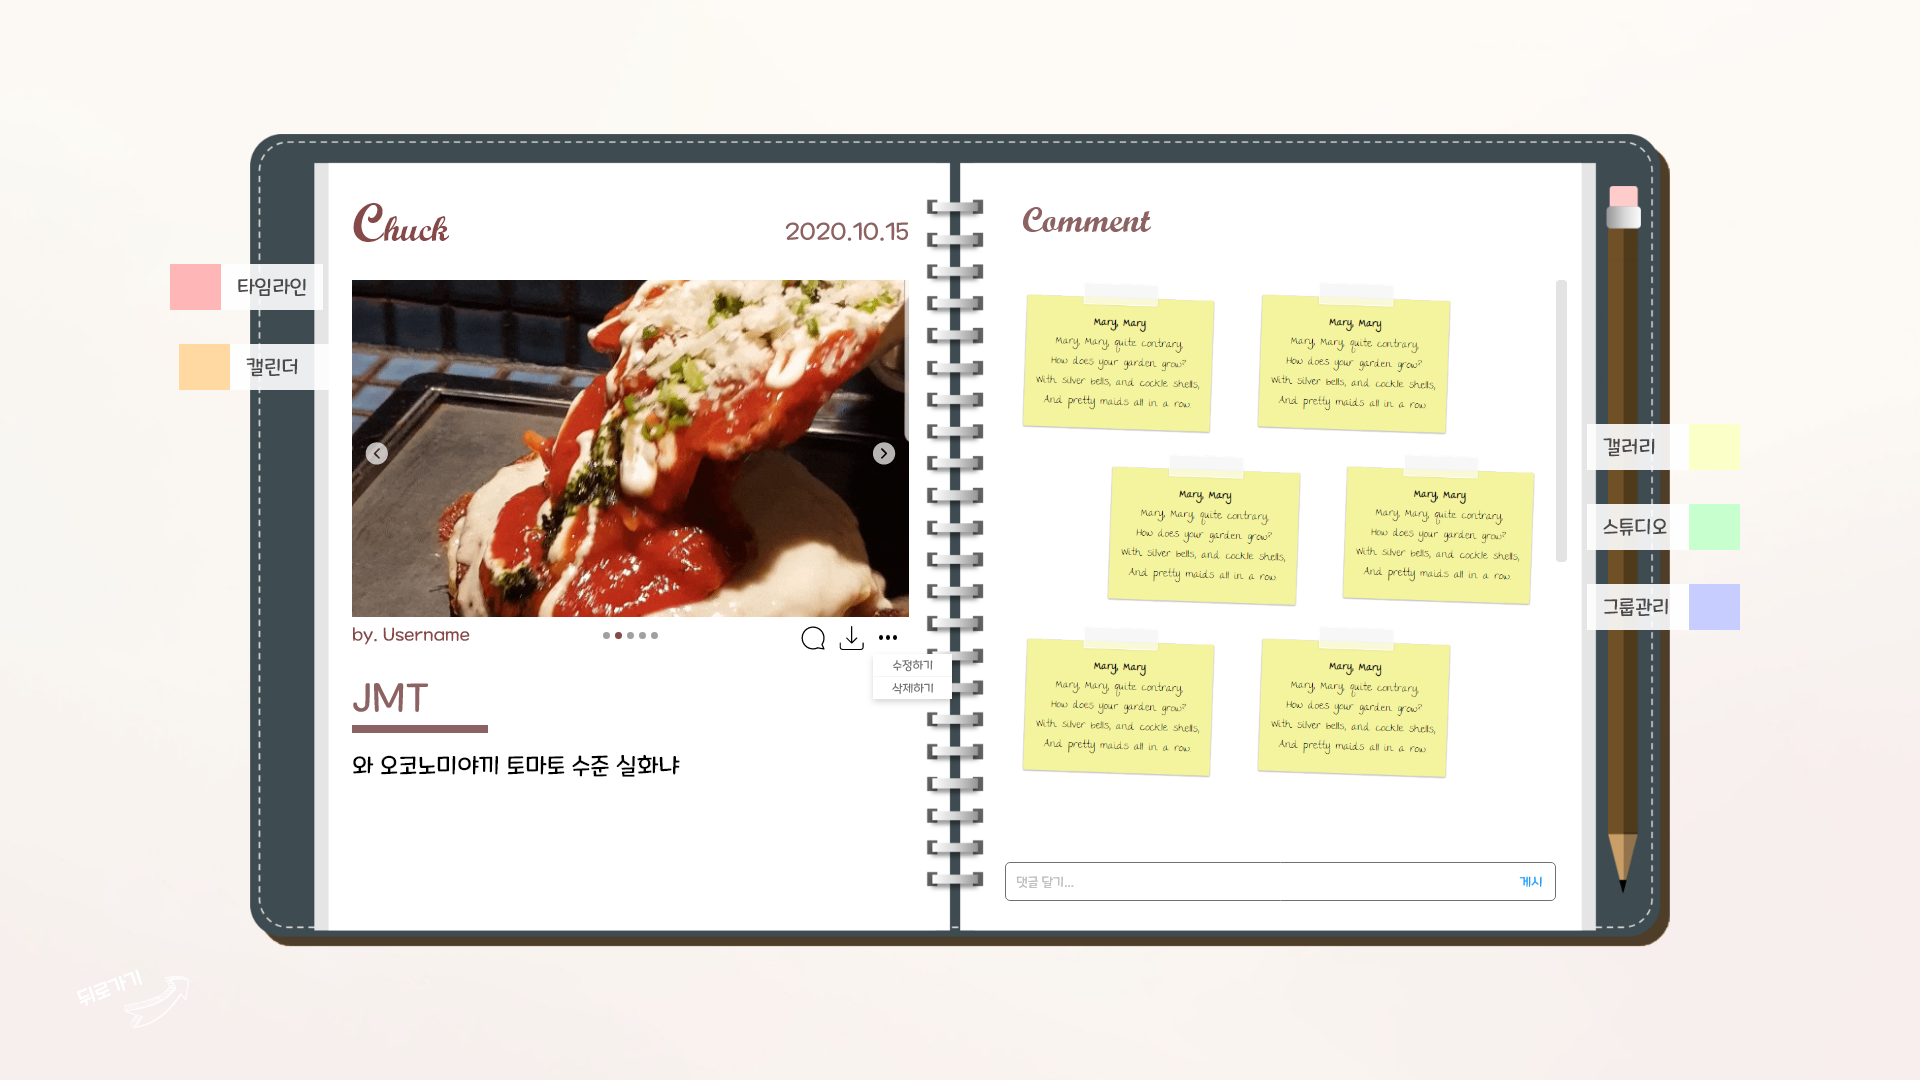 Chuck
2020.10.15
타임라인
캘린더
by. Username
수정하기
삭제하기
JMT
와 오코노미야끼 토마토 수준 실화냐
뒤로가기
Comment
Mary, Mary
Mary, Mary, quite contrary,
How does your garden grow?
With silver bells, and cockle shells,
And pretty maids all in a row.
Mary, Mary
Mary, Mary, quite contrary,
How does your garden grow?
With silver bells, and cockle shells,
And pretty maids all in a row.
Mary, Mary
Mary, Mary, quite contrary,
How does your garden grow?
With silver bells, and cockle shells,
And pretty maids all in a row.
Mary, Mary
Mary, Mary, quite contrary,
How does your garden grow?
With silver bells, and cockle shells,
And pretty maids all in a row.
Mary, Mary
Mary, Mary, quite contrary,
How does your garden grow?
With silver bells, and cockle shells,
And pretty maids all in a row.
Mary, Mary
Mary, Mary, quite contrary,
How does your garden grow?
With silver bells, and cockle shells,
And pretty maids all in a row.
댓글 달기... 게시
갤러리
스튜디오
그룹관리